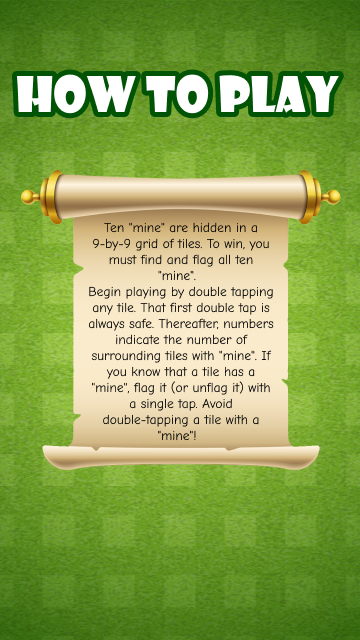 HOW TO PLAY
Ten "mine" are hidden in a
9-by-9 grid of tiles. To win, you
must find and flag all ten
"mine".
Begin playing by double tapping
any tile. That first double tap is
always safe. Thereafter, numbers
indicate the number of
surrounding tiles with "mine". If
you know that a tile has a
"mine", flag it (or unflag it) with
a single tap. Avoid
double-tapping a tile with a
"mine"!